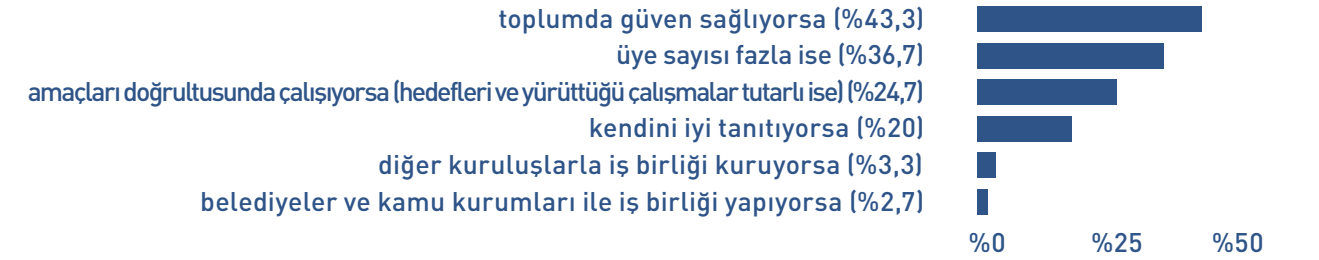 toplumda güven sağlıyorsa (%43,3)
üye sayısı fazla ise (%36,7)
amaçları doğrultusunda çalışıyorsa (hedefleri ve yürüttüğü çalışmalar tutarlı ise) (%24,7)
kendini iyi tanıtıyorsa (%20)
diğer kuruluşlarla iş birliği kuruyorsa (%3,3)
belediyeler ve kamu kurumları ile iş birliği yapıyorsa (%2,7)
%0 %25 %50